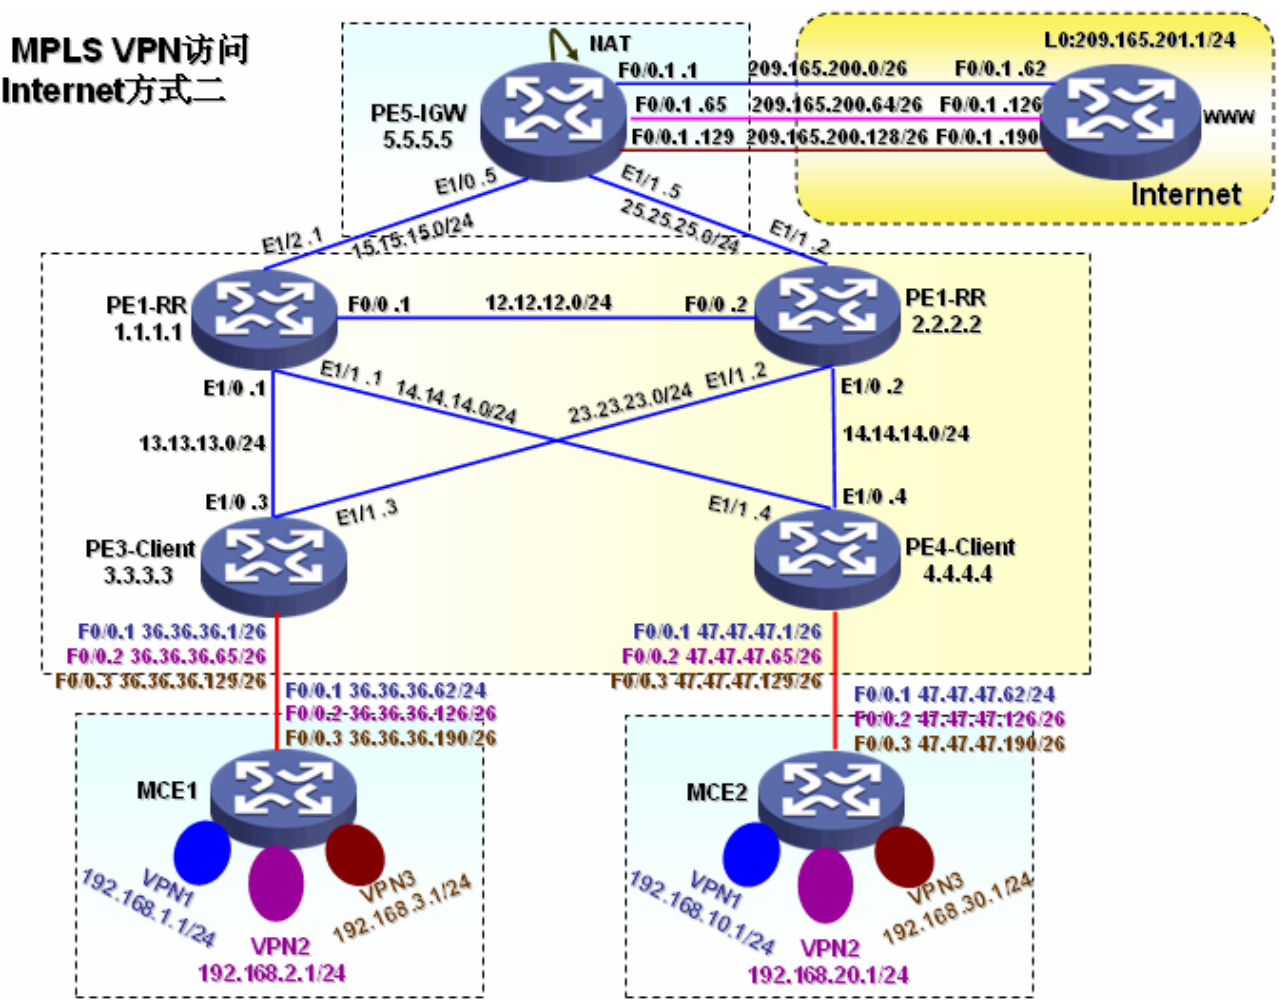 MPLS VPN访问
Internet方式二
NAT
L0:209.165.201.1/24
F0/0.1 .1
209.165.200.0/26
F0/0.1 .62
PE5-IGW
5.5.5.5
F0/0.1 .65
209.165.200.64/26
F0/0.1 .126
www
F0/0.1 .129
209.165.200.128/26
F0/0.1 .190
Internet
E1/0 .5
E1/1 .5
15.15.15.0/24
25.25.25.0/24
E1/2 .1
E1/1 .2
PE1-RR
1.1.1.1
F0/0 .1
12.12.12.0/24
F0/0 .2
PE1-RR
2.2.2.2
E1/0 .1
E1/1 .1
14.14.14.0/24
23.23.23.0/24
E1/1 .2
E1/0 .2
13.13.13.0/24
14.14.14.0/24
E1/0 .3
E1/1 .3
E1/1 .4
E1/0 .4
PE3-Client
3.3.3.3
PE4-Client
4.4.4.4
F0/0.1 36.36.36.1/26
F0/0.2 36.36.36.65/26
F0/0.3 36.36.36.129/26
F0/0.1 47.47.47.1/26
F0/0.2 47.47.47.65/26
F0/0.3 47.47.47.129/26
F0/0.1 36.36.36.62/24
F0/0.2 36.36.36.126/26
F0/0.3 36.36.36.190/26
F0/0.1 47.47.47.62/24
F0/0.2 47.47.47.126/26
F0/0.3 47.47.47.190/26
MCE1
MCE2
VPN1
192.168.1.1/24
VPN2
192.168.2.1/24
VPN3
192.168.3.1/24
VPN1
192.168.10.1/24
VPN2
192.168.20.1/24
VPN3
192.168.30.1/24